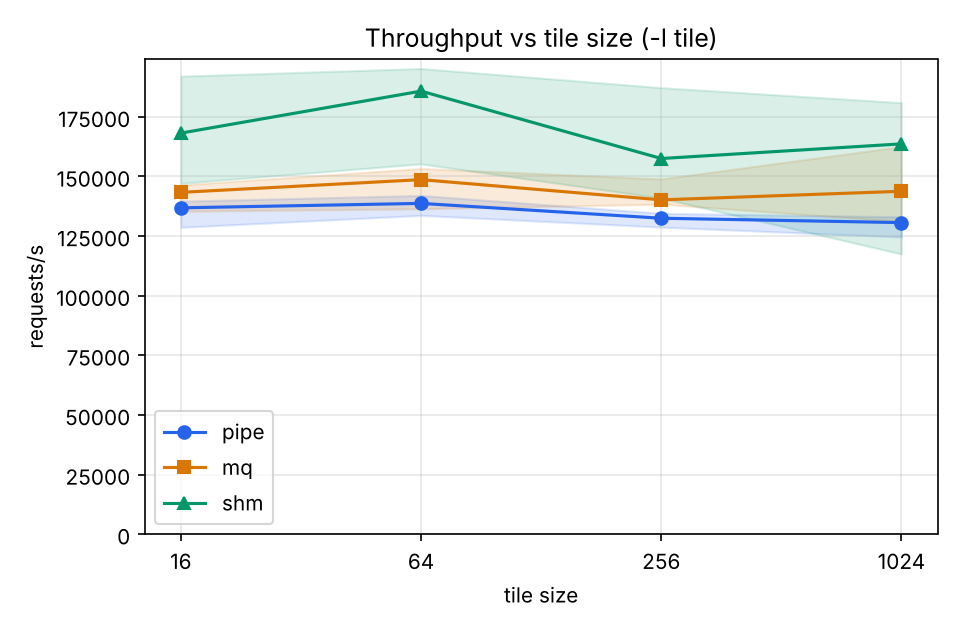 Throughput vs tile size (-l tile)
requests/s
175000
150000
125000
100000
75000
50000
25000
0
pipe
mq
shm
16 64 256 1024
tile size